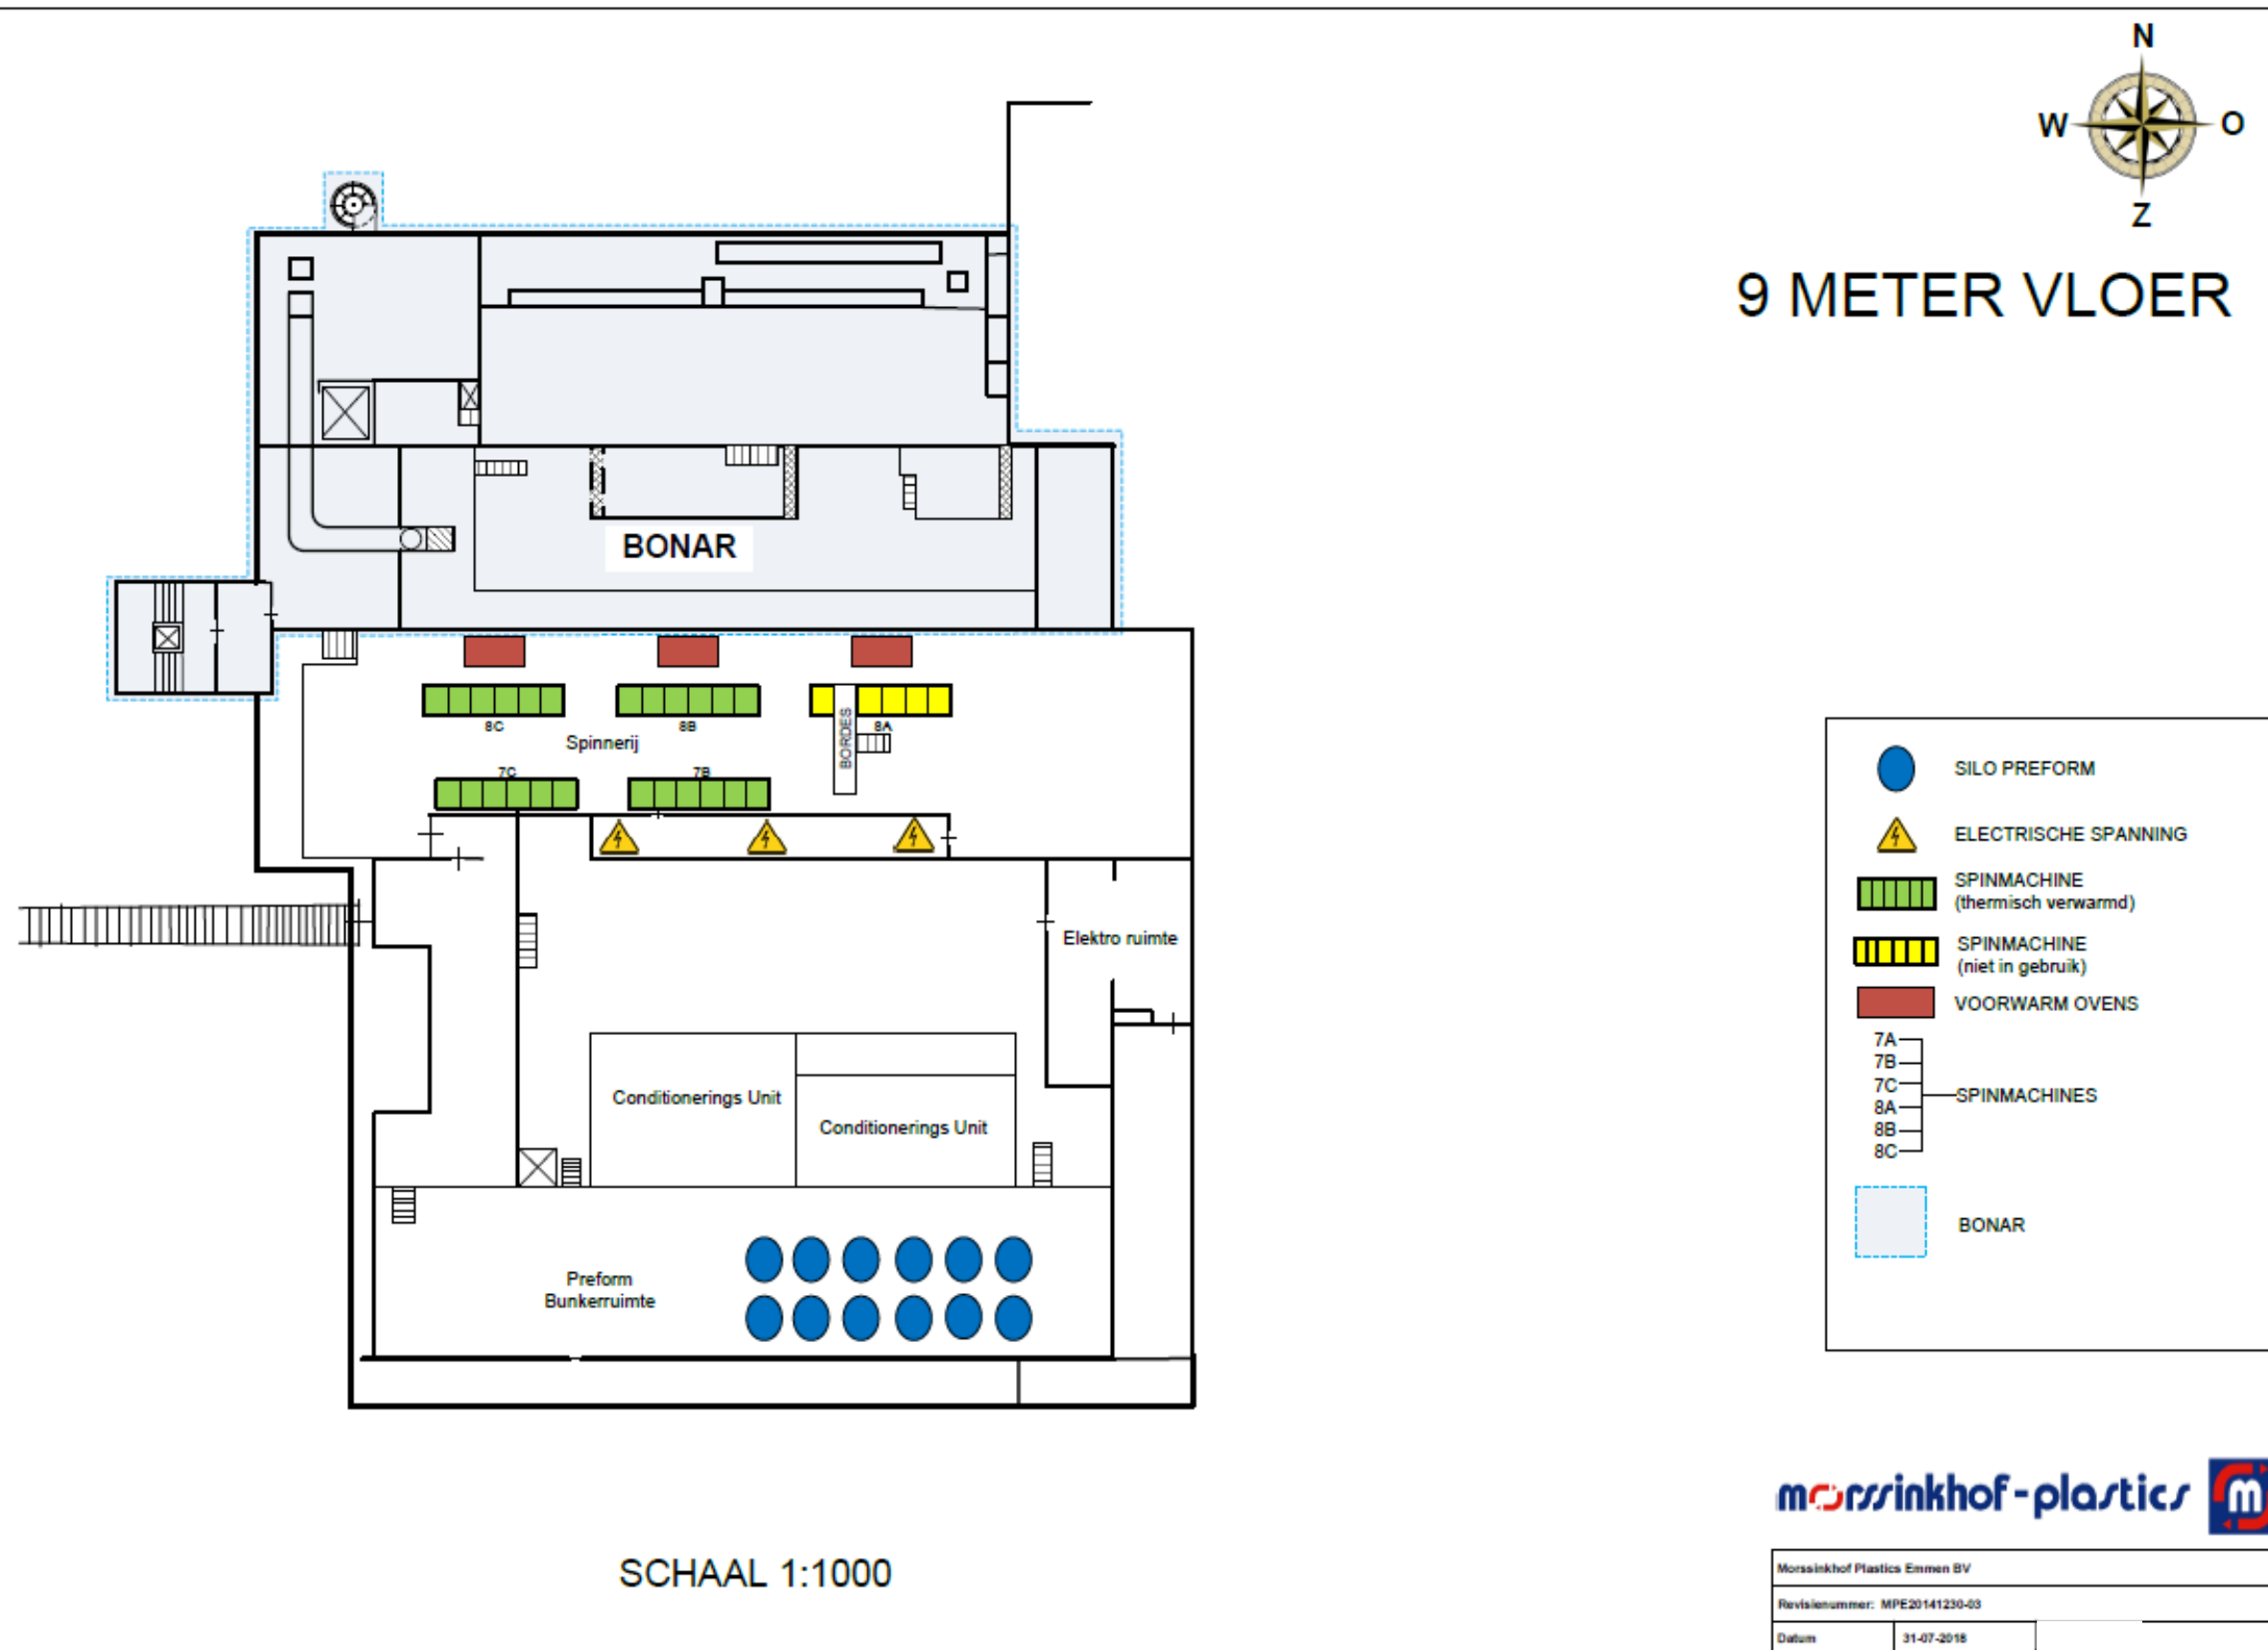 N
W
O
Z
9 METER VLOER
BONAR
8C
8B
8A
BORDES
Spinnerij
7C
7B
Elektro ruimte
Conditionerings Unit
Conditionerings Unit
Preform
Bunkerruimte
SILO PREFORM
ELECTRISCHE SPANNING
SPINMACHINE
(thermisch verwarmd)
SPINMACHINE
(niet in gebruik)
VOORWARM OVENS
7A
7B
7C
8A
8B
8C
SPINMACHINES
BONAR
morssinkhof-plastics
m
SCHAAL 1:1000
Morssinkhof Plastics Emmen BV
Revisienummer: MPE20141230-03
Datum 31-07-2018